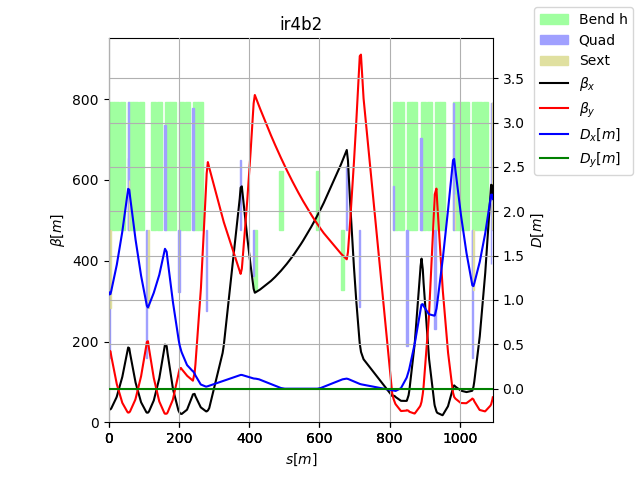 ir4b2
Bend h
Quad
Sext
βx
βy
Dx[m]
Dy[m]
800
600
400
200
0
β[m]
3.5
3.0
2.5
2.0
1.5
1.0
0.5
0.0
D[m]
0 200 400 600 800 1000
s[m]